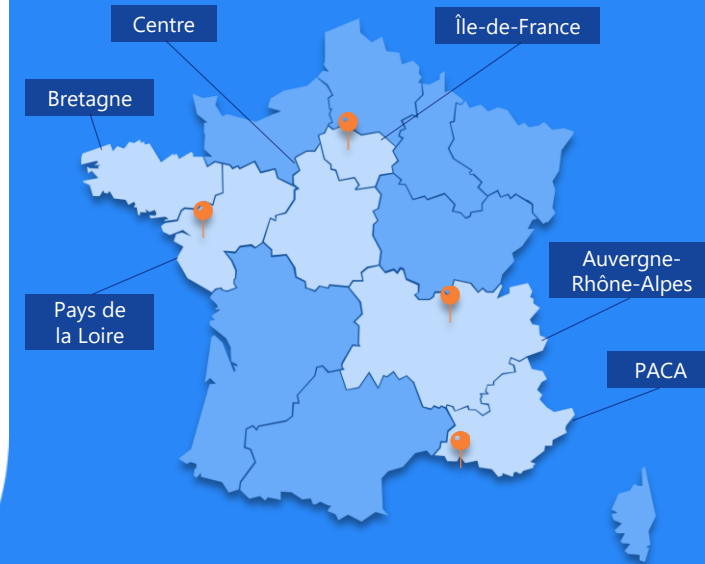 Centre
Île-de-France
Bretagne
Auvergne-
Rhône-Alpes
Pays de
la Loire
PACA